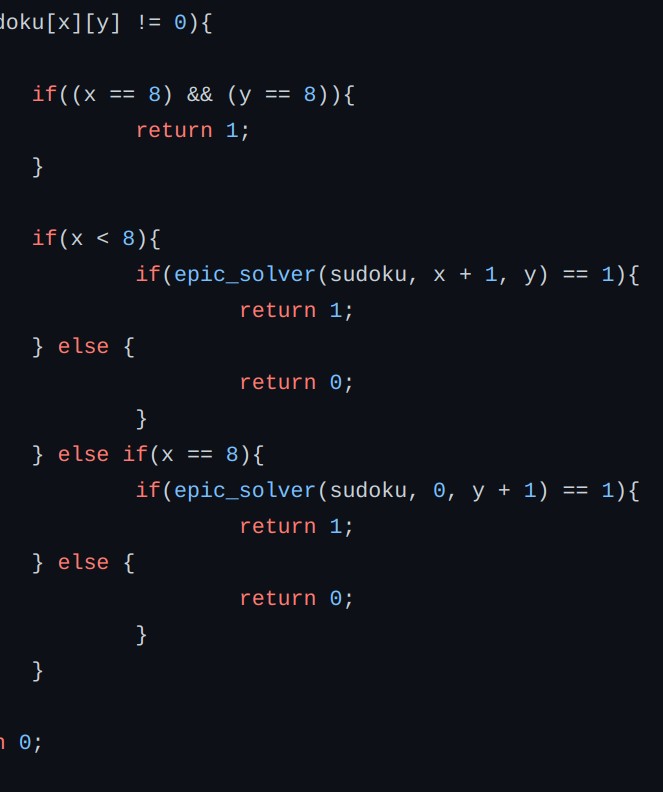 doku[x][y] != 0){
if((x == 8) && (y == 8)){
return 1;
}
if(x < 8){
if(epic_solver(sudoku, x + 1, y) == 1){
return 1;
} else {
return 0;
}
} else if(x == 8){
if(epic_solver(sudoku, 0, y + 1) == 1){
return 1;
} else {
return 0;
}
}
n 0;